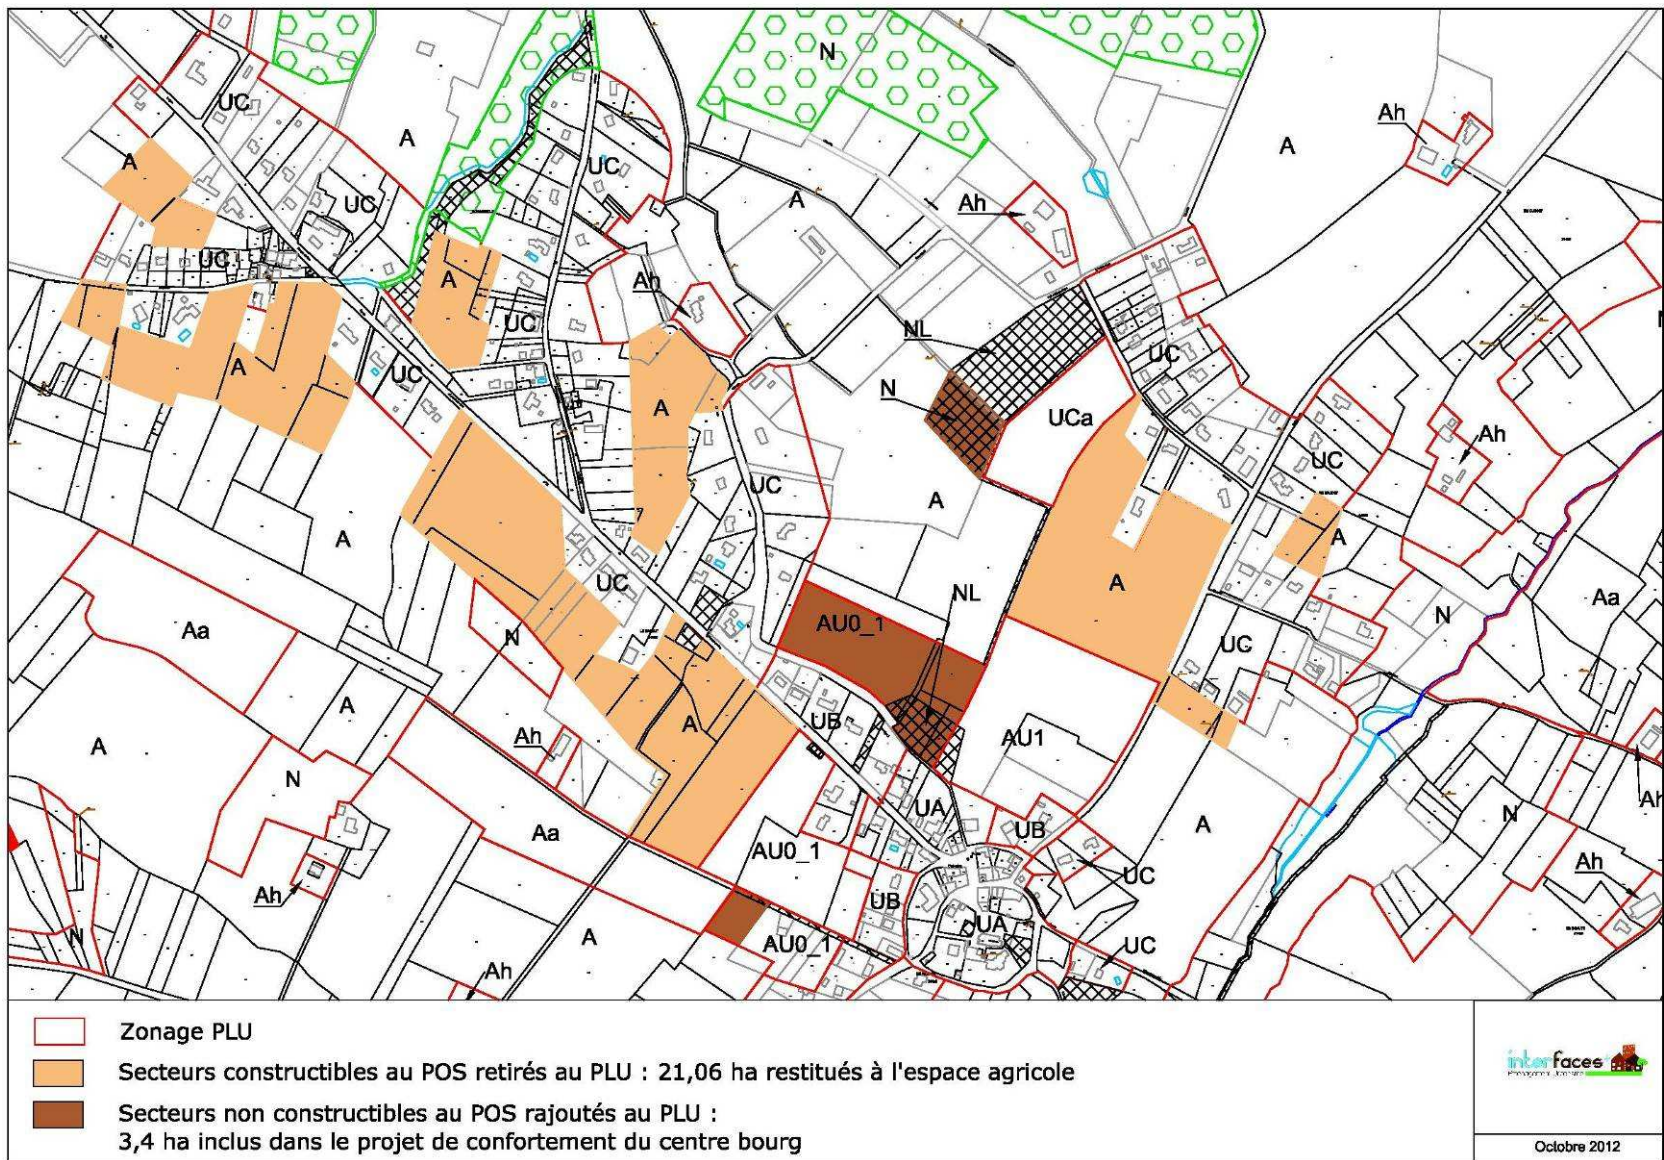 N
UC
A
Ah
A
A
UC
UC
UC
A
Ah
UC
A
Ah
NL
UC
UC
A
UC
N
UCa
A
Ah
UC
UC
A
A
A
UC
A
NL
Aa
Aa
AU0_1
N
N
UC
A
A
UB
AU1
Ah
A
N
Ah
N
Aa
UA
A
UB
AU0_1
UC
Ah
Ah
UB
UA
N
A
AU0_1
UC
Ah
Zonage PLU
Secteurs constructibles au POS retirés au PLU : 21,06 ha restitués à l'espace agricole
Secteurs non constructibles au POS rajoutés au PLU :
3,4 ha inclus dans le projet de confortement du centre bourg
interfaces
Octobre 2012